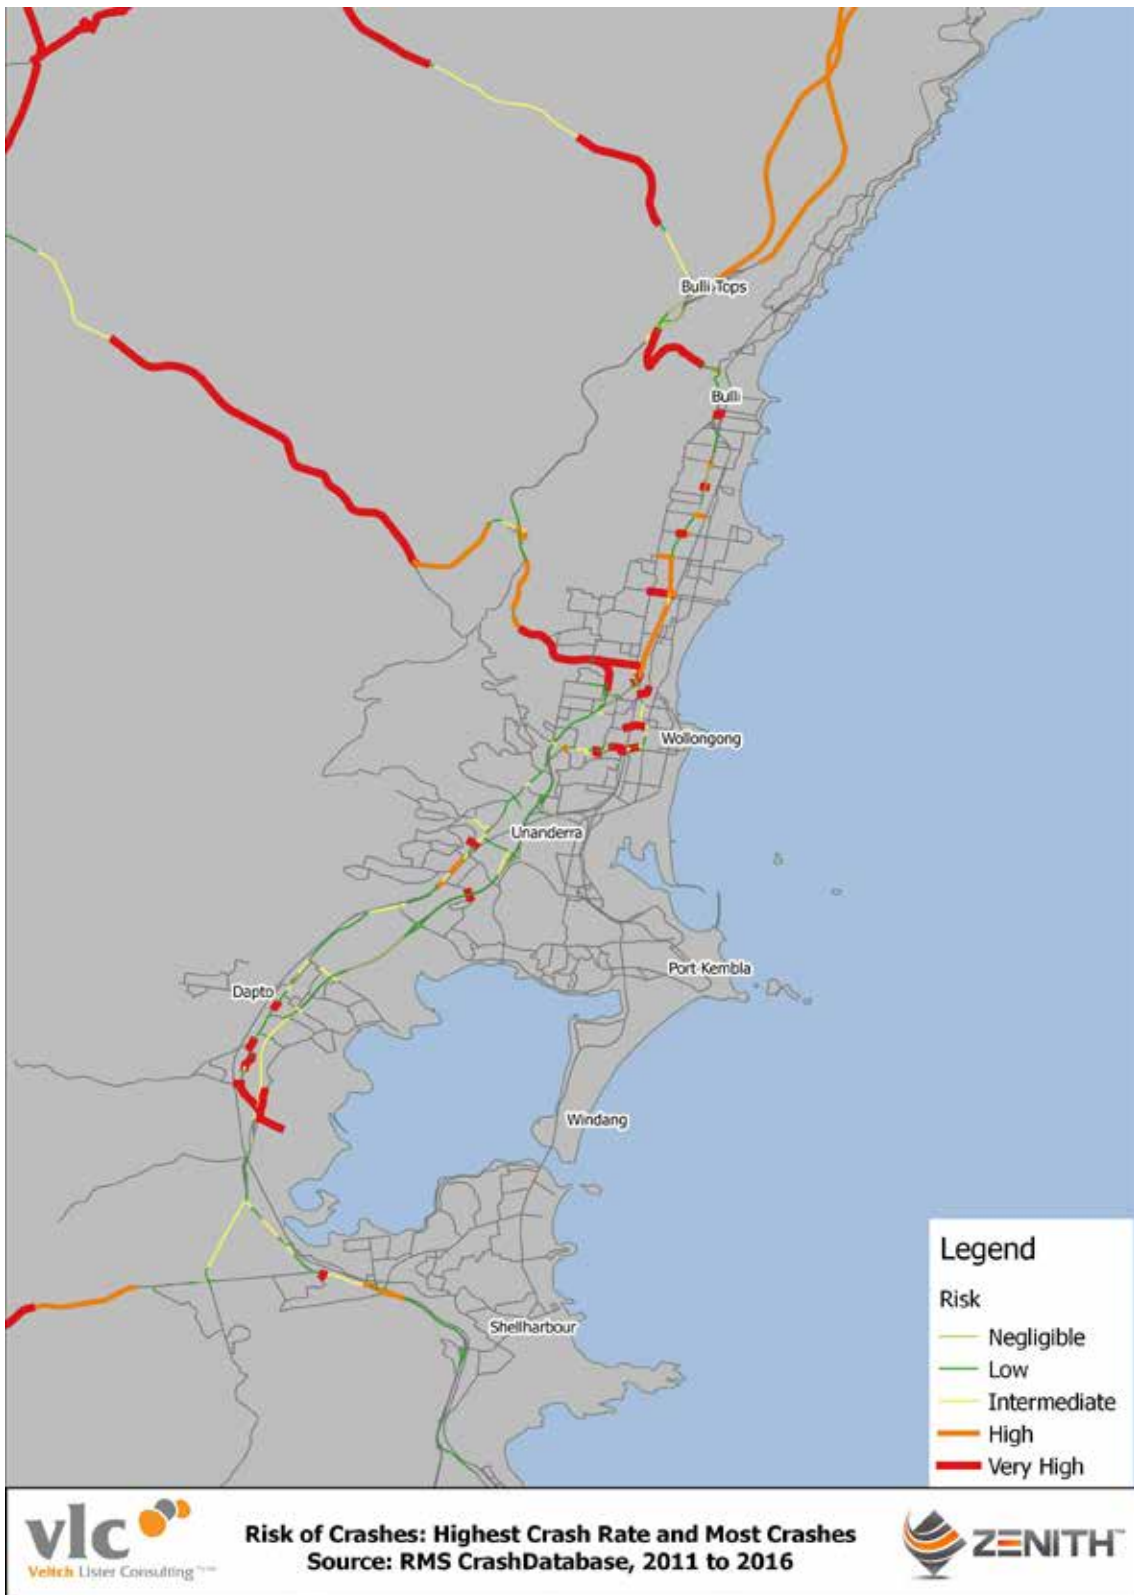 Bulli Tops
Bulli
Wollongong
Unanderra
Port Kembla
Dapto
Windang
Shellharbour
Legend
Risk
Negligible
Low
Intermediate
High
Very High
vlc
Veitch Lister Consulting
Risk of Crashes: Highest Crash Rate and Most Crashes
Source: RMS CrashDatabase, 2011 to 2016
ZENITH™